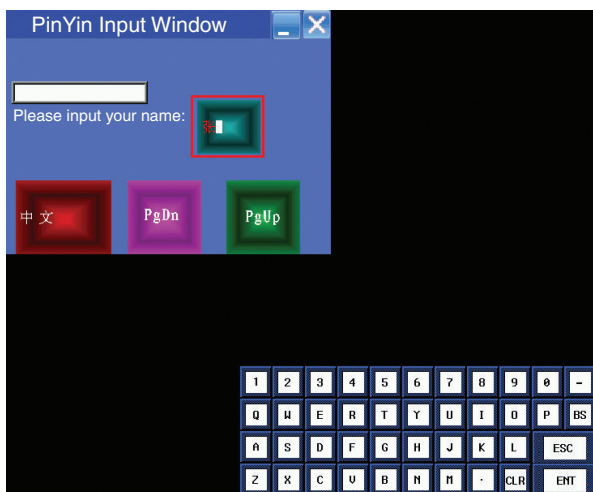 PinYin Input Window
Please input your name:
张
中文 PgDn PgUp
1 2 3 4 5 6 7 8 9 0 -
Q W E R T Y U I O P BS
A S D F G H J K L ESC
Z X C V B N M . CLR ENT